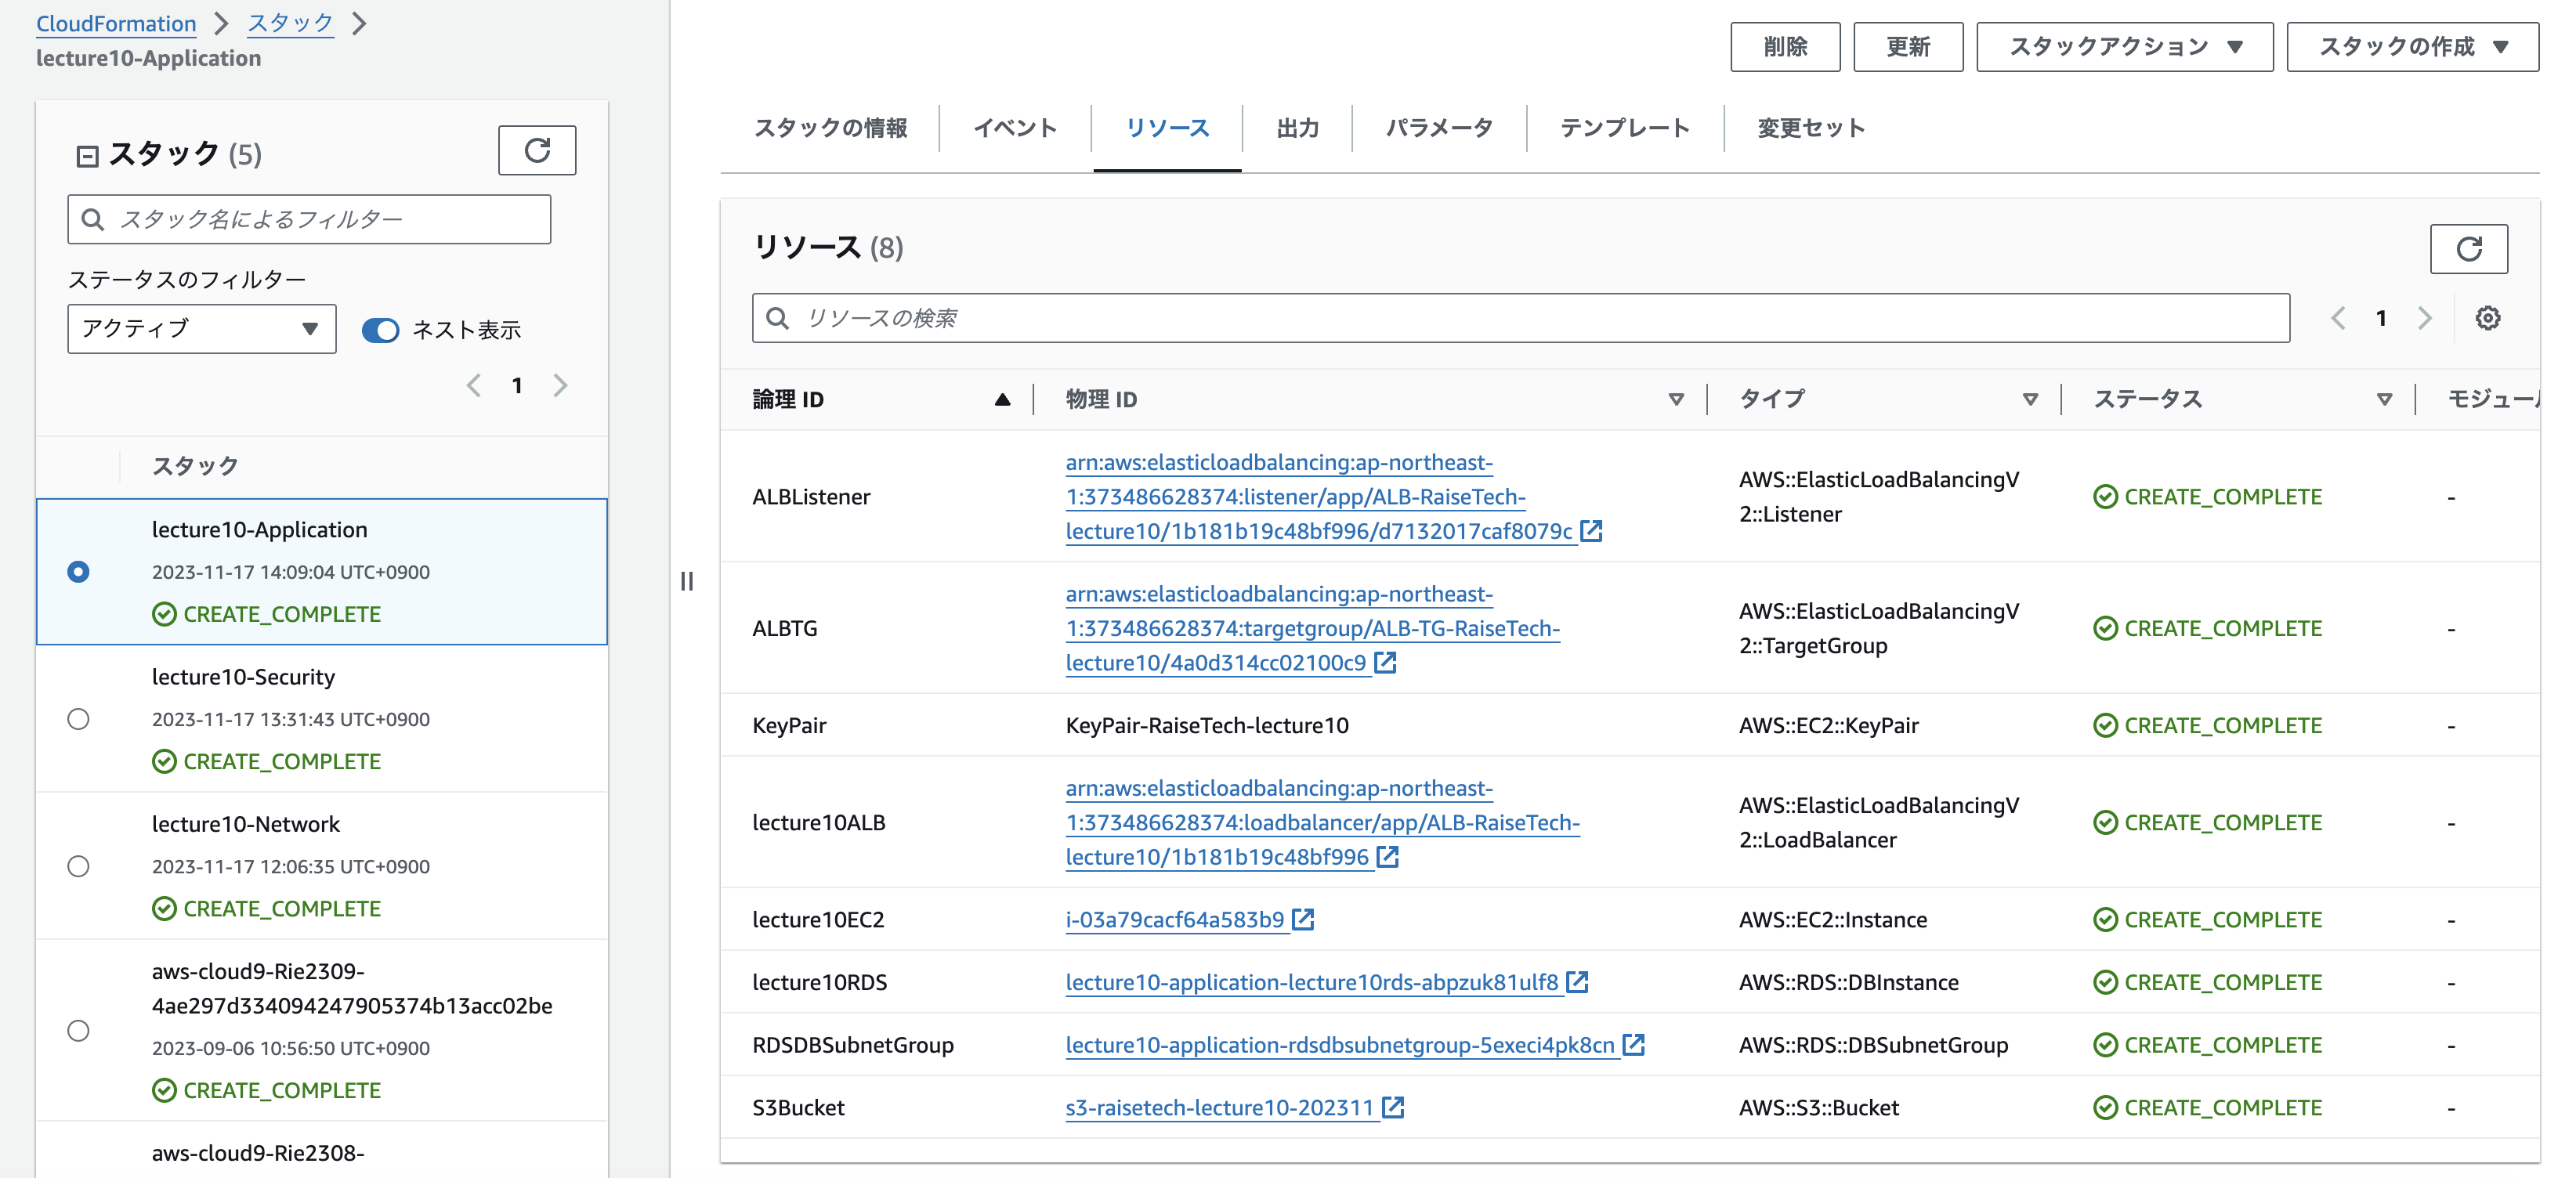 CloudFormation
スタック
lecture10-Application
スタック (5)
スタック名によるフィルター
ステータスのフィルター
アクティブ
ネスト表示
1
スタック
lecture10-Application
2023-11-17 14:09:04 UTC+0900
CREATE_COMPLETE
lecture10-Security
2023-11-17 13:31:43 UTC+0900
CREATE_COMPLETE
lecture10-Network
2023-11-17 12:06:35 UTC+0900
CREATE_COMPLETE
aws-cloud9-Rie2309-
4ae297d334094247905374b13acc02be
2023-09-06 10:56:50 UTC+0900
CREATE_COMPLETE
aws-cloud9-Rie2308-
削除 更新 スタックアクション スタックの作成
スタックの情報 イベント リソース 出力 パラメータ テンプレート 変更セット
リソース (8)
リソースの検索
1
論理 ID 物理 ID タイプ ステータス モジュール
ALBListener
arn:aws:elasticloadbalancing:ap-northeast-
1:373486628374:listener/app/ALB-RaiseTech-
lecture10/1b181b19c48bf996/d7132017caf8079c
AWS::ElasticLoadBalancingV
2::Listener
CREATE_COMPLETE
-
ALBTG
arn:aws:elasticloadbalancing:ap-northeast-
1:373486628374:targetgroup/ALB-TG-RaiseTech-
lecture10/4a0d314cc02100c9
AWS::ElasticLoadBalancingV
2::TargetGroup
CREATE_COMPLETE
-
KeyPair KeyPair-RaiseTech-lecture10 AWS::EC2::KeyPair CREATE_COMPLETE -
lecture10ALB
arn:aws:elasticloadbalancing:ap-northeast-
1:373486628374:loadbalancer/app/ALB-RaiseTech-
lecture10/1b181b19c48bf996
AWS::ElasticLoadBalancingV
2::LoadBalancer
CREATE_COMPLETE
-
lecture10EC2 i-03a79cacf64a583b9 AWS::EC2::Instance CREATE_COMPLETE -
lecture10RDS lecture10-application-lecture10rds-abpzuk81ulf8 AWS::RDS::DBInstance CREATE_COMPLETE -
RDSDBSubnetGroup lecture10-application-rdsdbsubnetgroup-5execi4pk8cn AWS::RDS::DBSubnetGroup CREATE_COMPLETE -
S3Bucket s3-raisetech-lecture10-202311 AWS::S3::Bucket CREATE_COMPLETE -